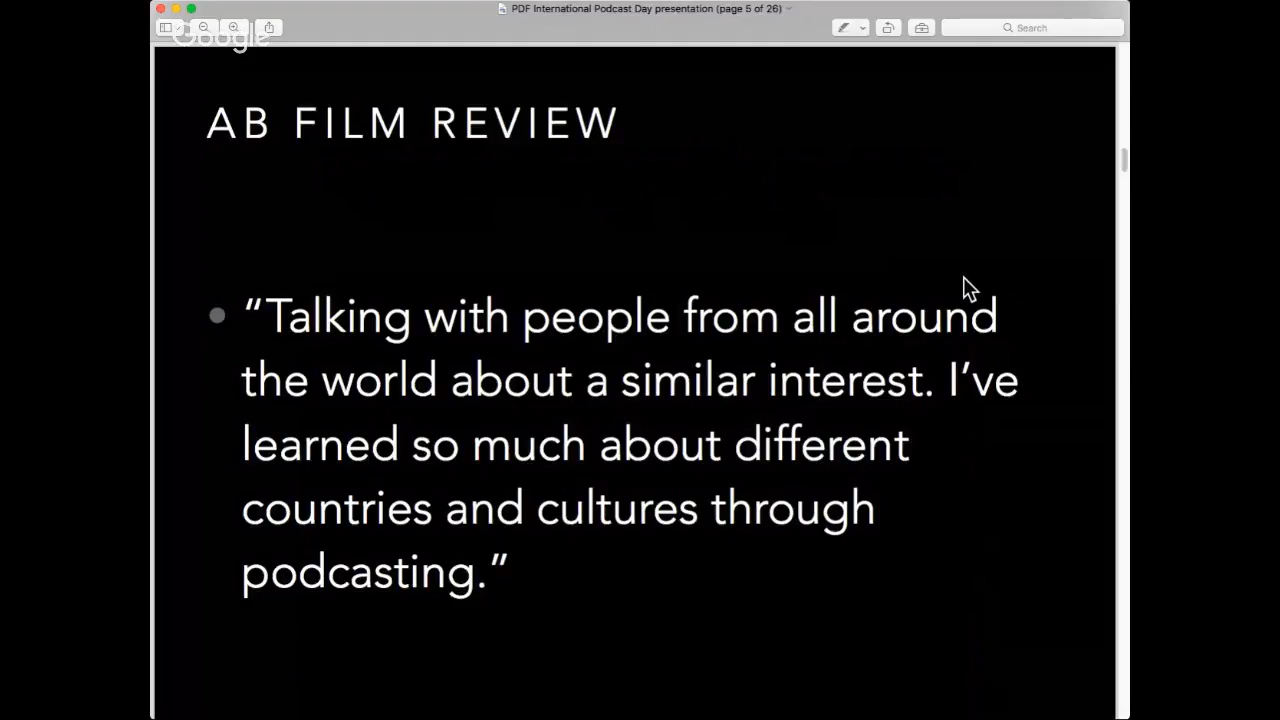 PDF International Podcast Day presentation (page 5 of 26)
Google
Search
AB FILM REVIEW
“Talking with people from all around
the world about a similar interest. I’ve
learned so much about different
countries and cultures through
podcasting.”